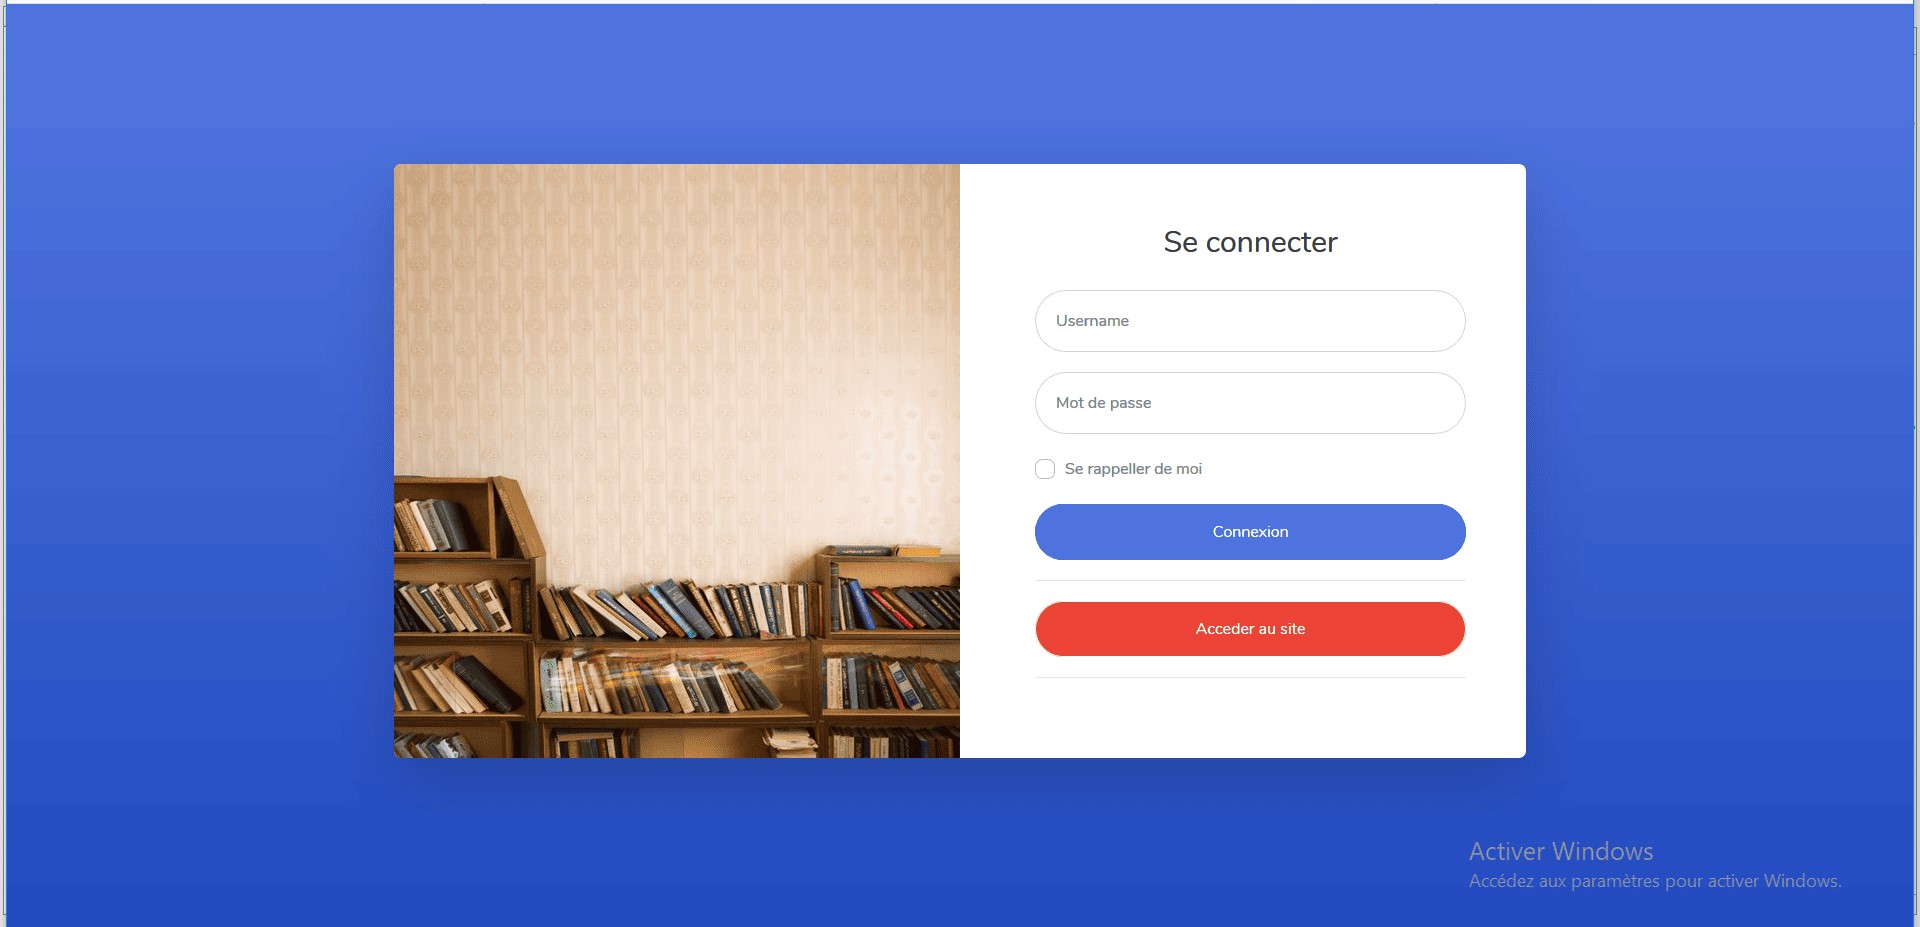 Se connecter
Username
Mot de passe
Se rappeller de moi
Connexion
Acceder au site
Activer Windows
Accédez aux paramètres pour activer Windows.